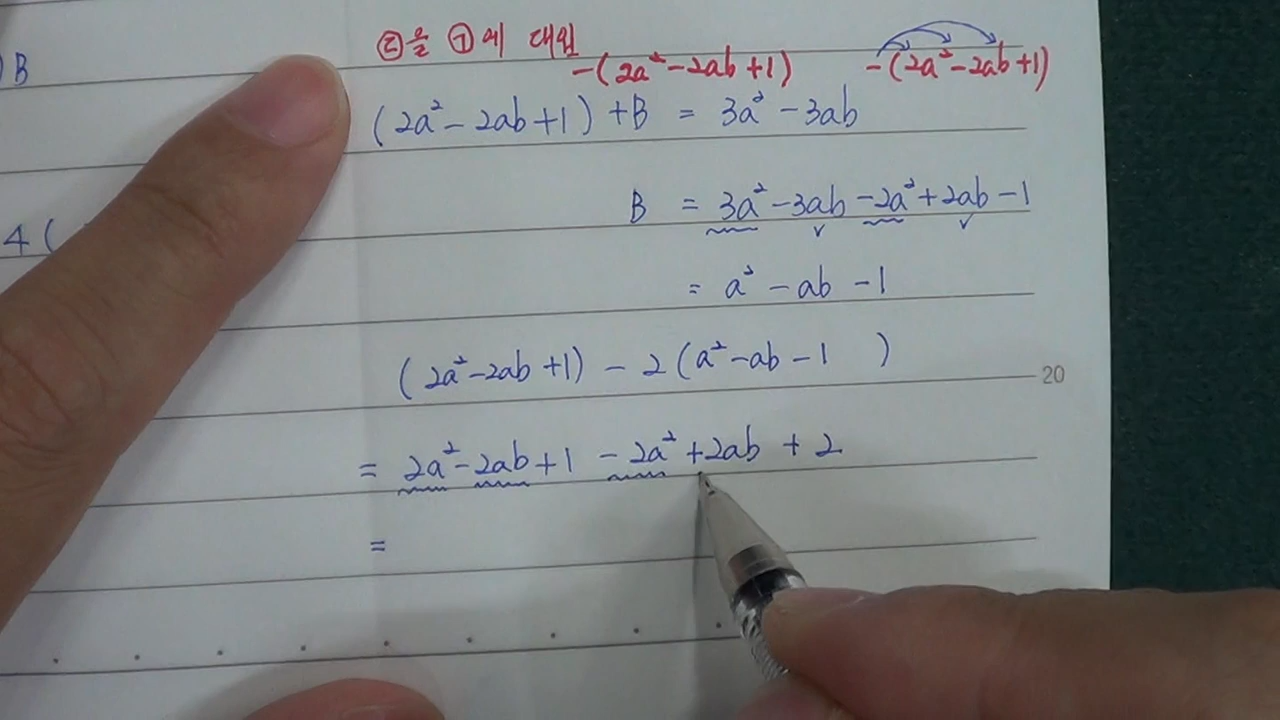 ②을 ①에 대입
-(2a²-2ab+1)
-(2a²-2ab+1)
)B
(2a²-2ab+1)+B = 3a²-3ab
B = 3a²-3ab-2a²+2ab-1
4(
= a²-ab-1
(2a²-2ab+1)-2(a²-ab-1 )
20
= 2a²-2ab+1-2a²+2ab+2
=